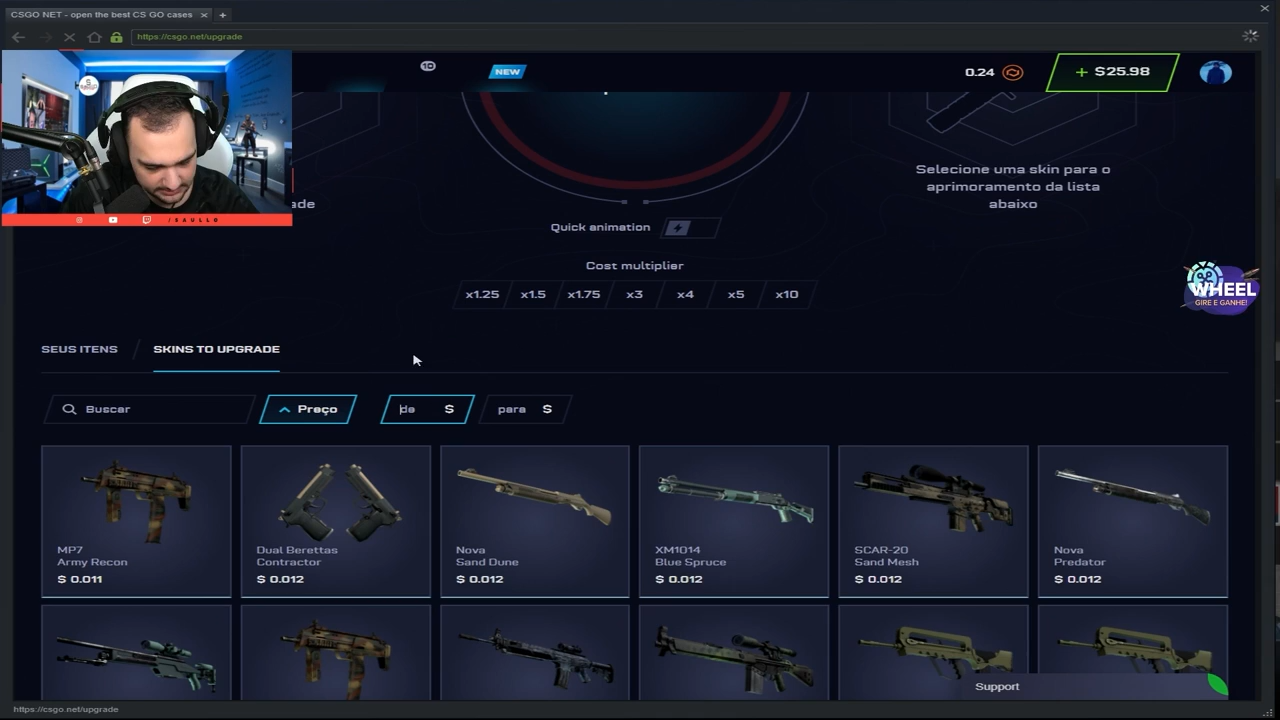 CSGO NET - open the best CS GO cases
https://csgo.net/upgrade
10
NEW
0.24
+ $25.98
/SAULLO
ade
Selecione uma skin para o
aprimoramento da lista
abaixo
Quick animation
Cost multiplier
x1.25 x1.5 x1.75 x3 x4 x5 x10
WHEEL
GIRE E GANHE!
SEUS ITENS / SKINS TO UPGRADE
Buscar
Preço
de $
para $
MP7
Army Recon
$ 0.011
Dual Berettas
Contractor
$ 0.012
Nova
Sand Dune
$ 0.012
XM1014
Blue Spruce
$ 0.012
SCAR-20
Sand Mesh
$ 0.012
Nova
Predator
$ 0.012
Support
https://csgo.net/upgrade